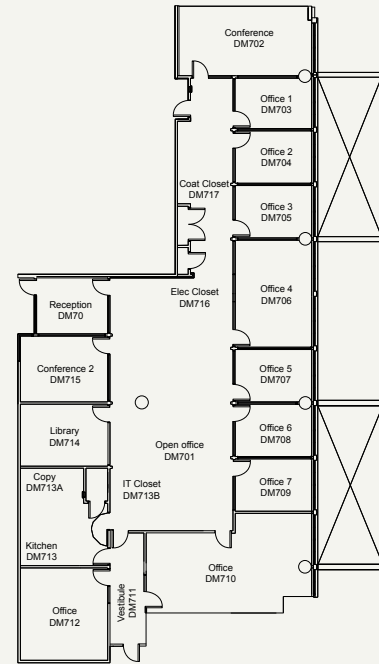 Conference
DM702
Office 1
DM703
Office 2
DM704
Coat Closet
DM717
Office 3
DM705
Elec Closet
DM716
Office 4
DM706
Reception
DM70
Conference 2
DM715
Office 5
DM707
Library
DM714
Open office
DM701
Office 6
DM708
Copy
DM713A
IT Closet
DM713B
Office 7
DM709
Kitchen
DM713
Office
DM710
Vestibule
DM711
Office
DM712